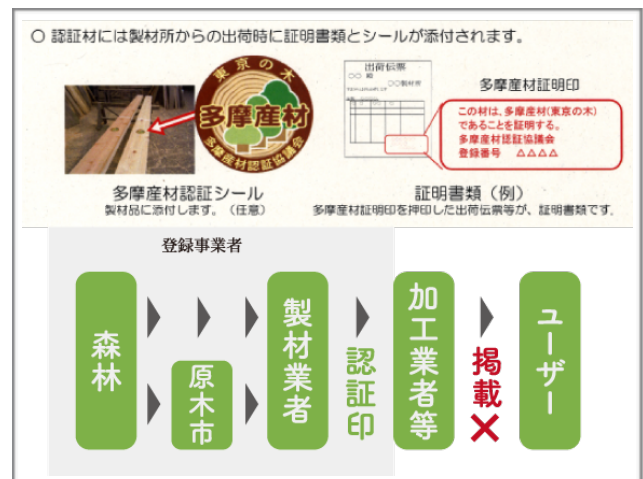 ○ 認証材には製材所からの出荷時に証明書類とシールが添付されます。
東京の木
多摩産材
多摩産材認証協議会
出荷伝票
○○ 様
○○製材所
多摩産材証明印
この材は、多摩産材(東京の木)
であることを証明する。
多摩産材認証協議会
登録番号 △△△△
多摩産材認証シール
製材品に添付します。（任意）
証明書類（例）
多摩産材証明印を押印した出荷伝票等が、証明書類です。
登録事業者
森林
原木市
製材業者
認証印
加工業者等
掲載×
ユーザー